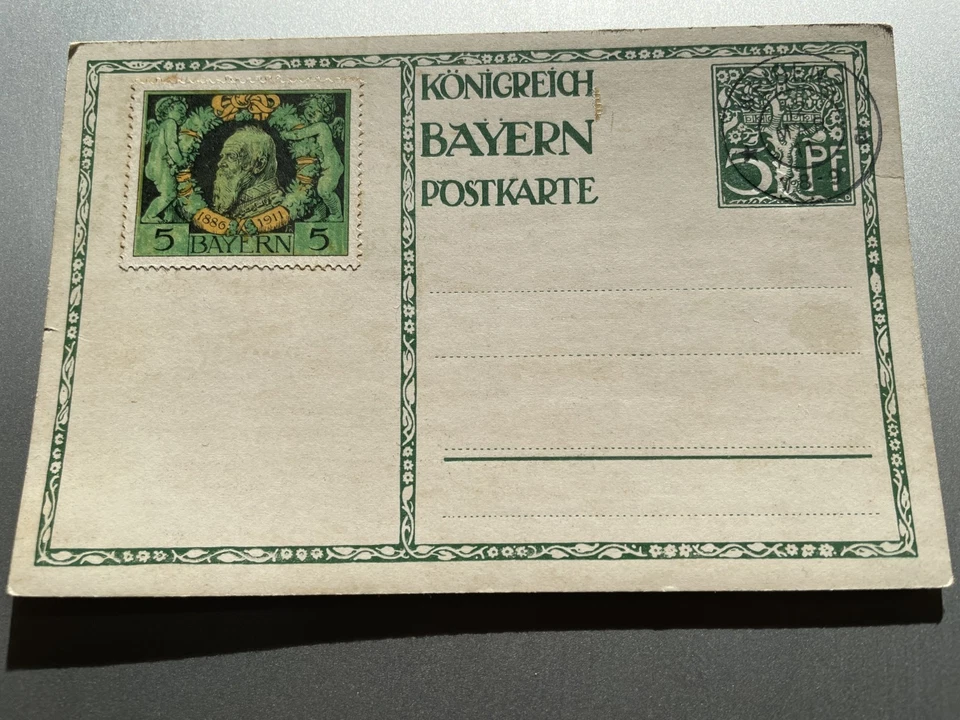 1886 1911
5 BAYERN 5
KÖNIGREICH
BAYERN
POSTKARTE
5 Pf